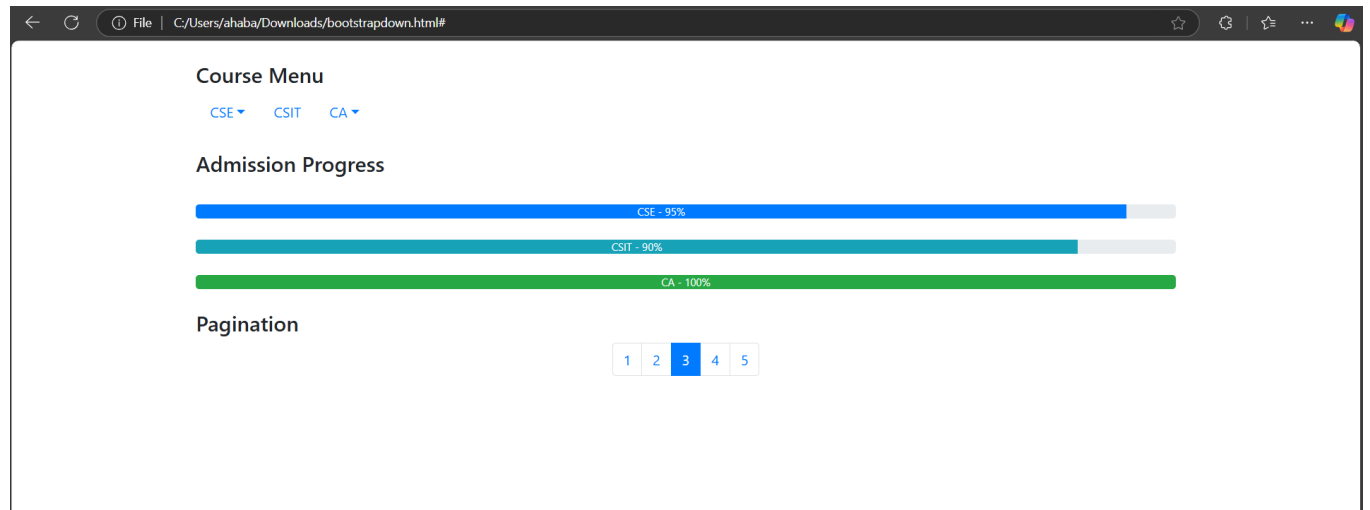 File | C:/Users/ahaba/Downloads/bootstrapdown.html#
Course Menu
CSE CSIT CA
Admission Progress
CSE - 95%
CSIT - 90%
CA - 100%
Pagination
1 2 3 4 5